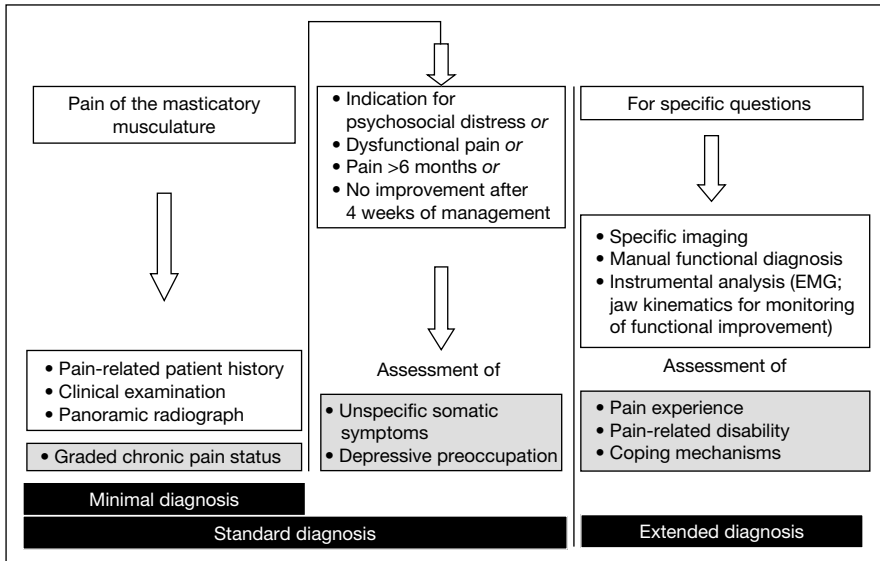 Pain of the masticatory
musculature
• Pain-related patient history
• Clinical examination
• Panoramic radiograph
• Graded chronic pain status
Minimal diagnosis
• Indication for
psychosocial distress or
• Dysfunctional pain or
• Pain >6 months or
• No improvement after
4 weeks of management
Assessment of
• Unspecific somatic
symptoms
• Depressive preoccupation
Standard diagnosis
For specific questions
• Specific imaging
• Manual functional diagnosis
• Instrumental analysis (EMG;
jaw kinematics for monitoring
of functional improvement)
Assessment of
• Pain experience
• Pain-related disability
• Coping mechanisms
Extended diagnosis